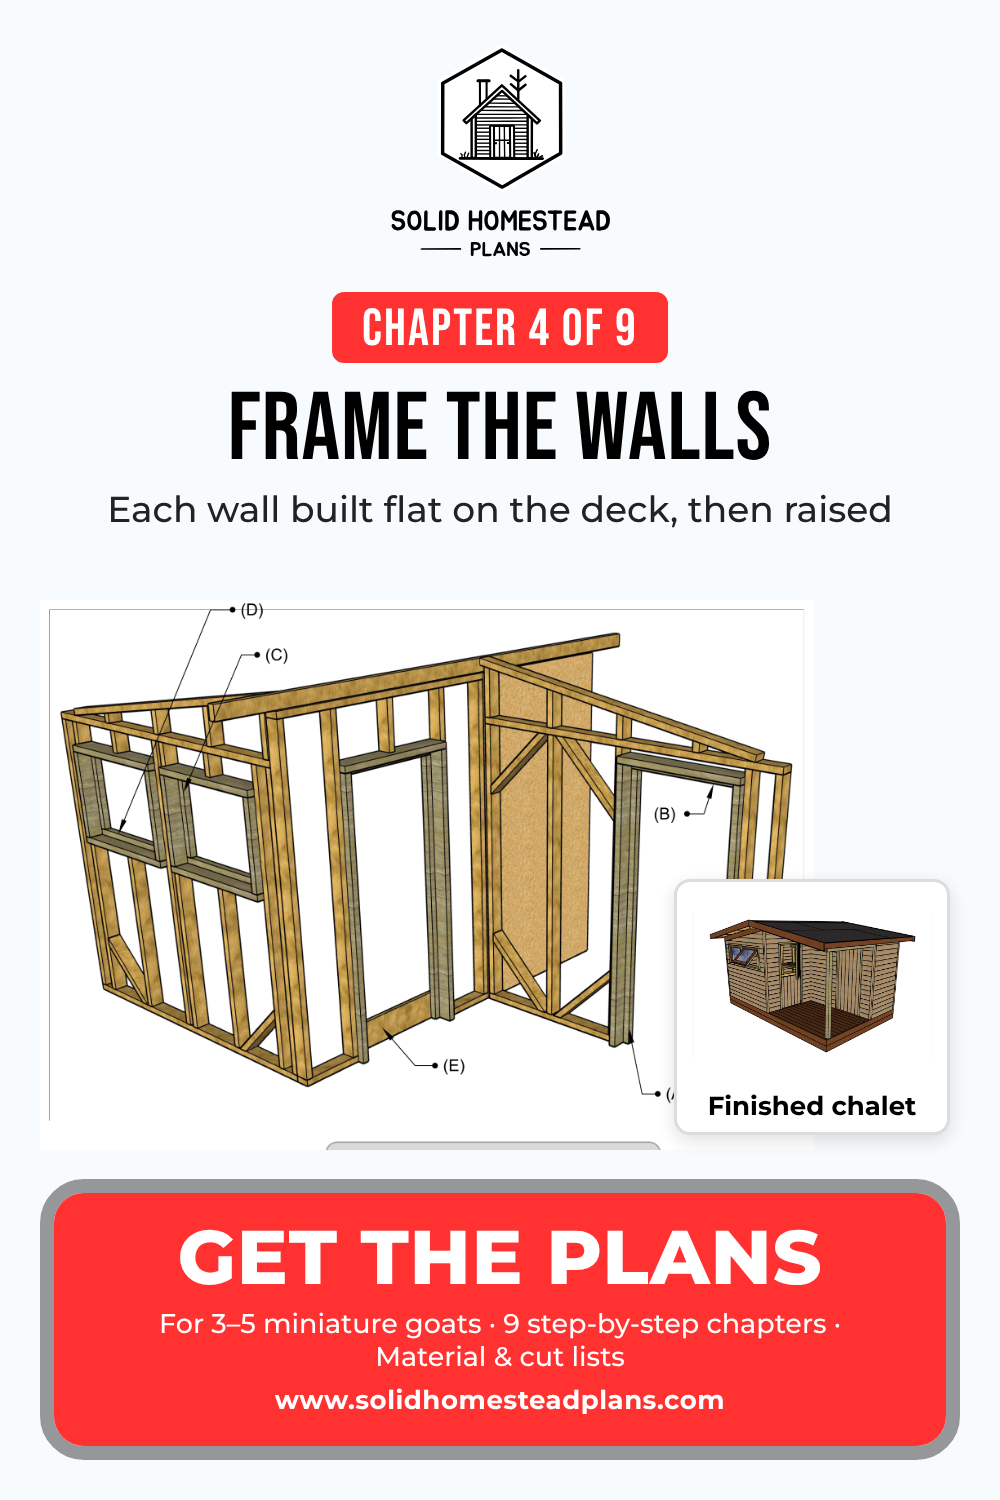 SOLID HOMESTEAD
PLANS
CHAPTER 4 OF 9
FRAME THE WALLS
Each wall built flat on the deck, then raised
(D)
(C)
(B)
(E)
Finished chalet
GET THE PLANS
For 3–5 miniature goats · 9 step-by-step chapters ·
Material & cut lists
www.solidhomesteadplans.com